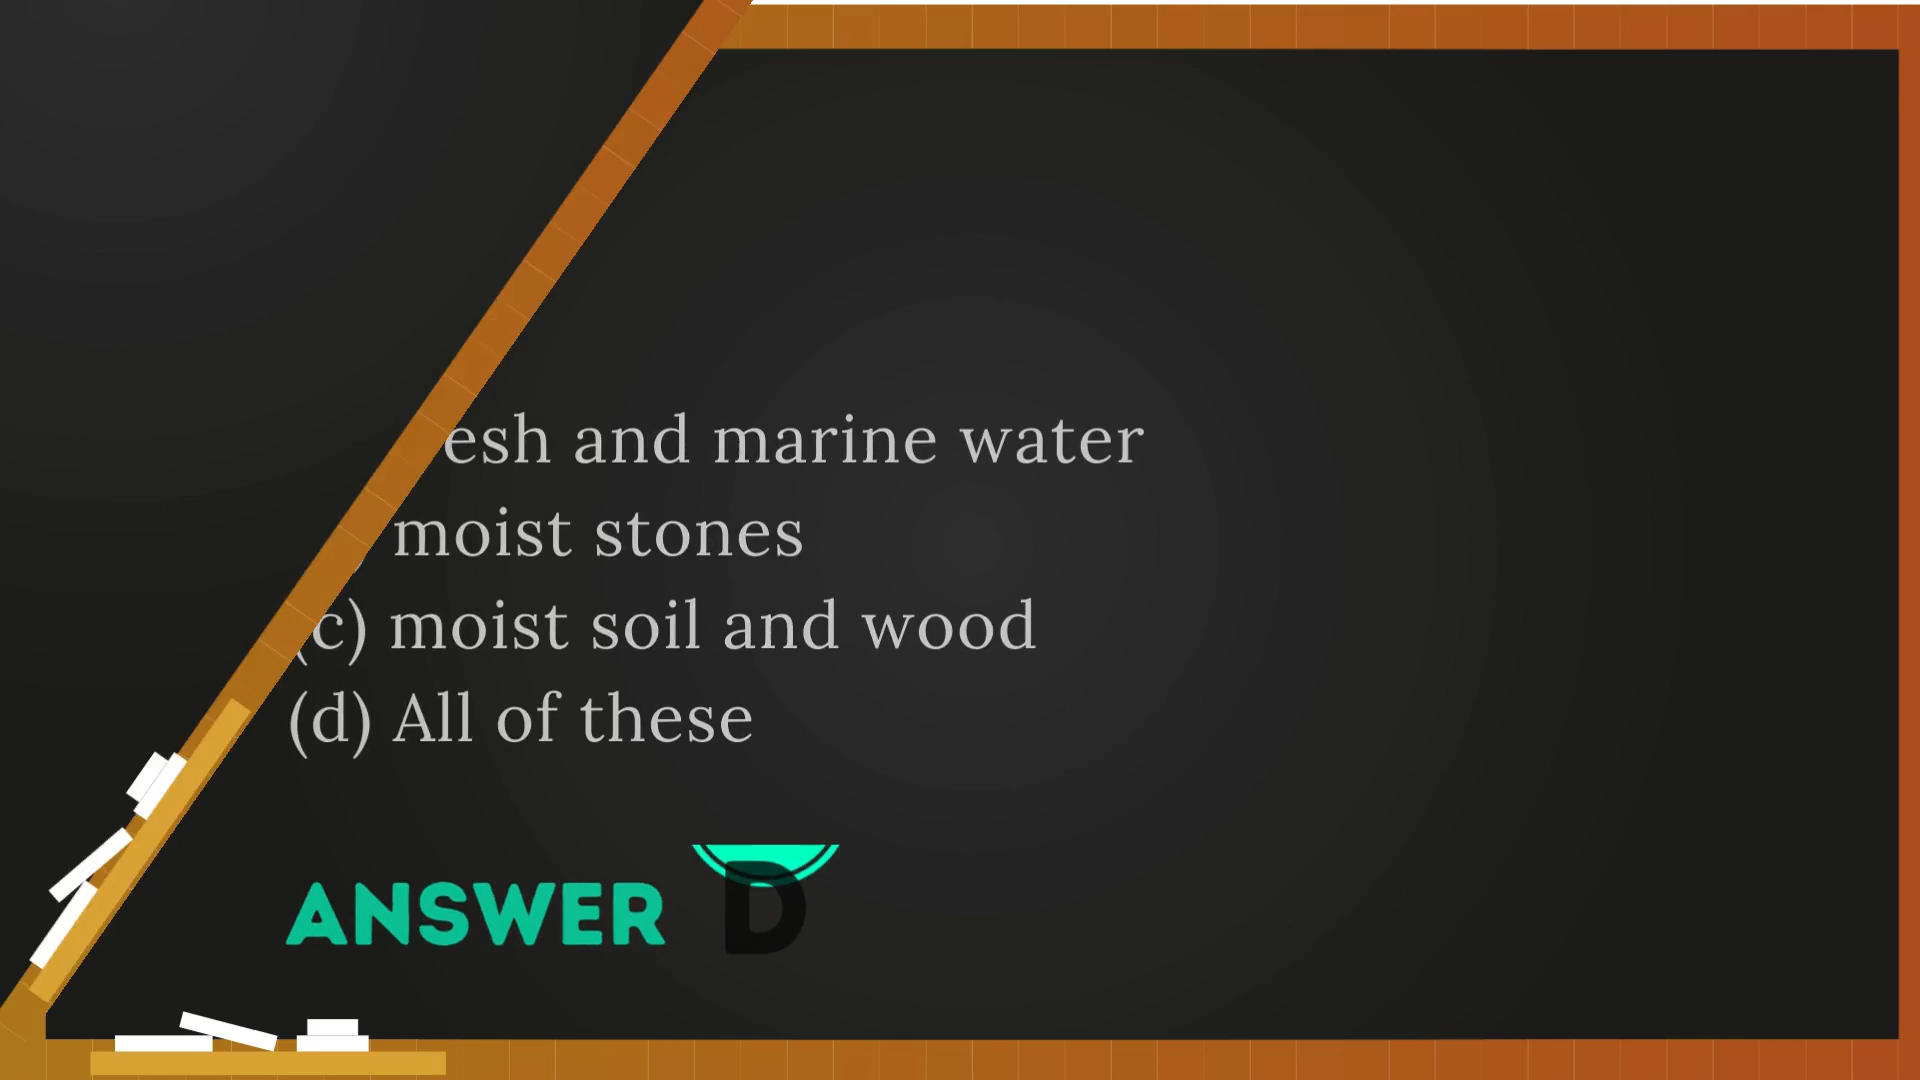 esh and marine water
) moist stones
(c) moist soil and wood
(d) All of these
ANSWER D